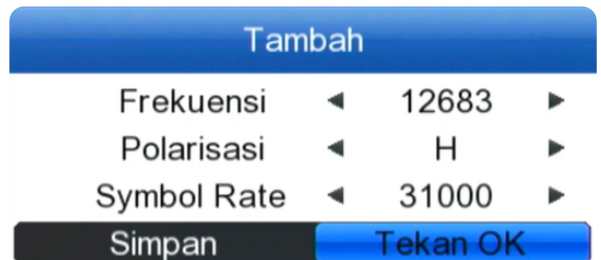 Tambah
Frekuensi ◄ 12683 ►
Polarisasi ◄ H ►
Symbol Rate ◄ 31000 ►
Simpan Tekan OK